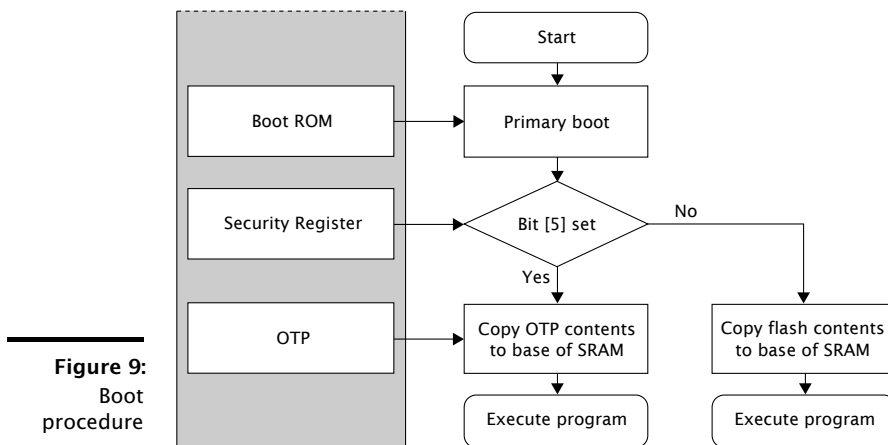 Start
Boot ROM
Primary boot
Security Register
Bit [5] set
No
Yes
OTP
Copy OTP contents
to base of SRAM
Copy flash contents
to base of SRAM
Execute program
Execute program
Figure 9:
Boot
procedure